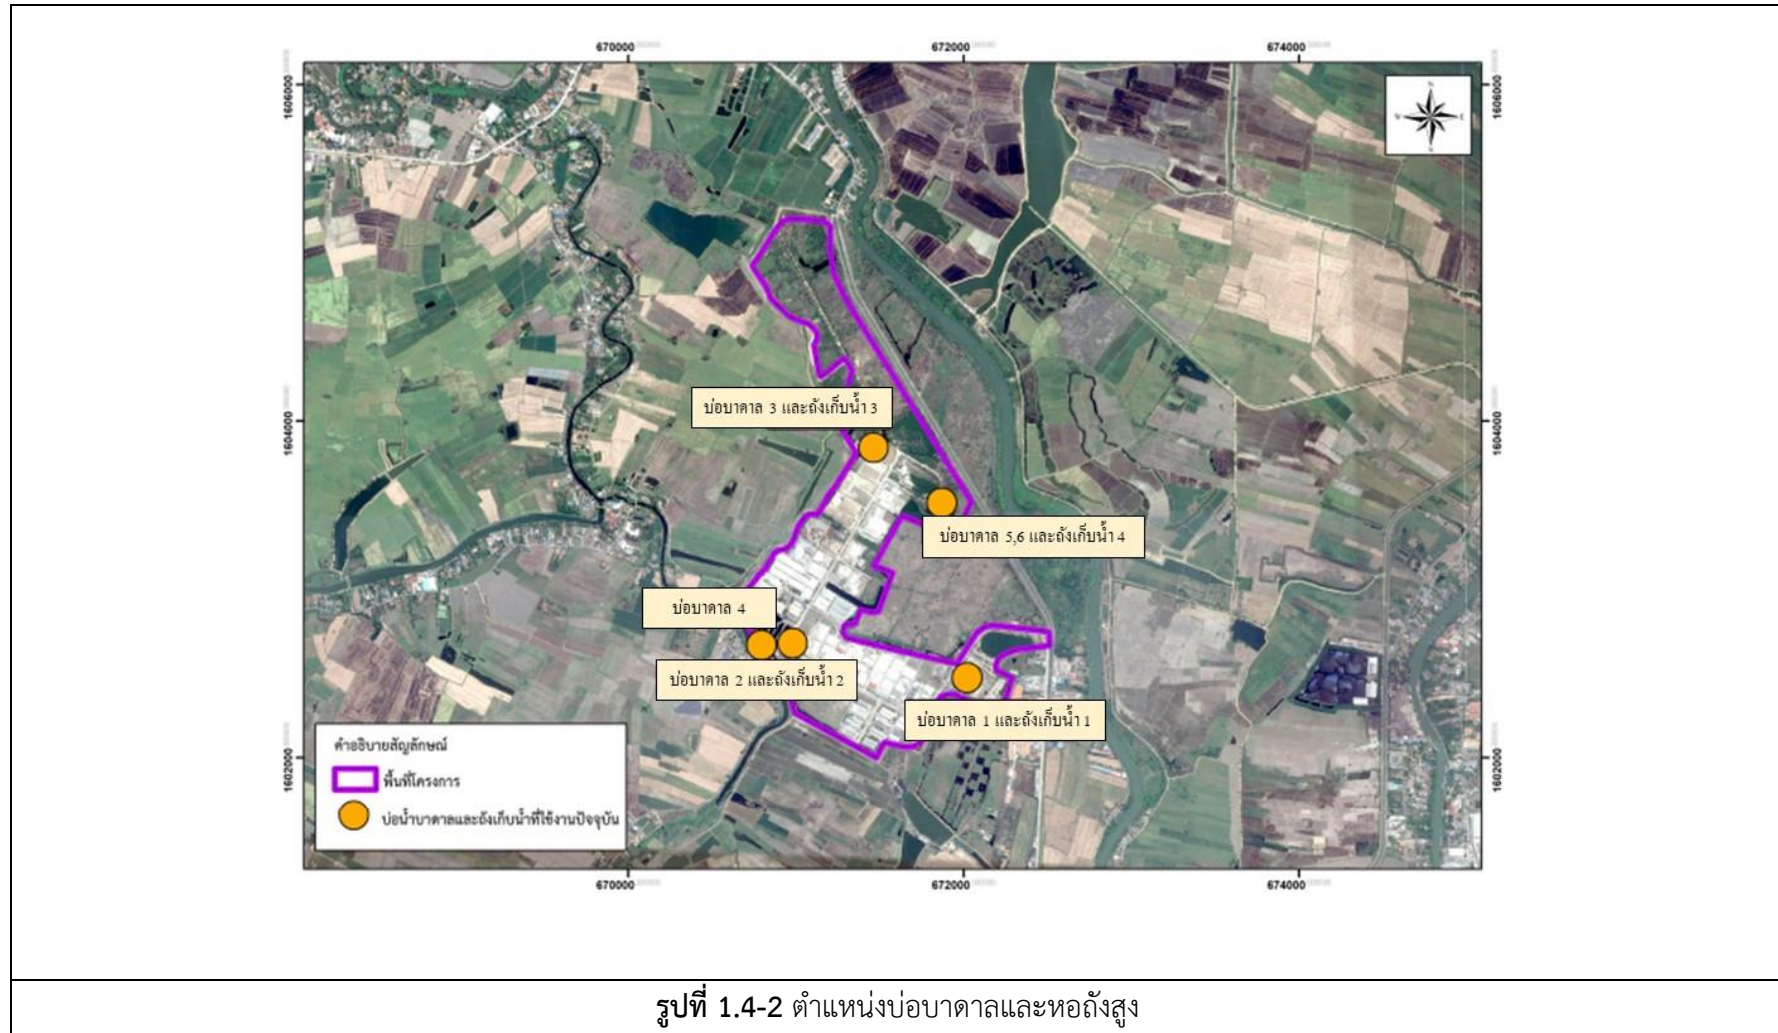 670000 672000 674000
1606000 1606000
N
W E
S
บ่อบาดาล 3 และถังเก็บน้ำ 3
1604000 1604000
บ่อบาดาล 5,6 และถังเก็บน้ำ 4
บ่อบาดาล 4
บ่อบาดาล 2 และถังเก็บน้ำ 2
บ่อบาดาล 1 และถังเก็บน้ำ 1
คำอธิบายสัญลักษณ์
1602000 1602000
พื้นที่โครงการ
บ่อน้ำบาดาลและถังเก็บน้ำที่ใช้งานปัจจุบัน
670000 672000 674000
รูปที่ 1.4-2 ตำแหน่งบ่อบาดาลและหอถังสูง